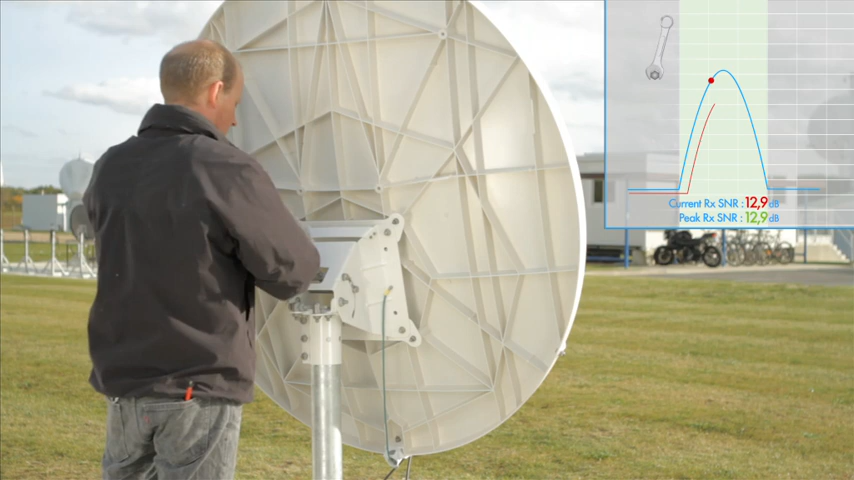 Current Rx SNR : 12,9 dB
Peak Rx SNR : 12,9 dB